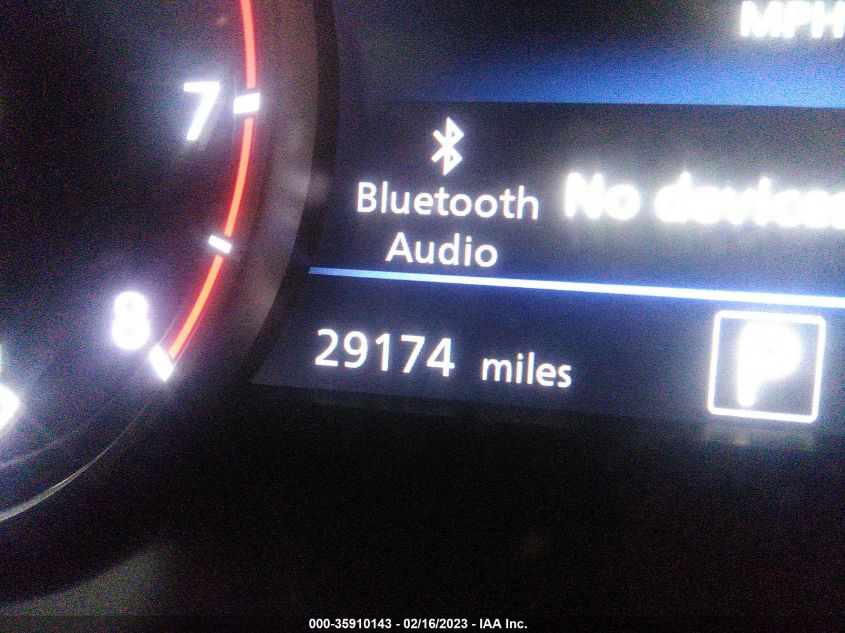 MPH
7
Bluetooth
Audio
No devices
8
29174 miles
P
000-35910143 - 02/16/2023 - IAA Inc.